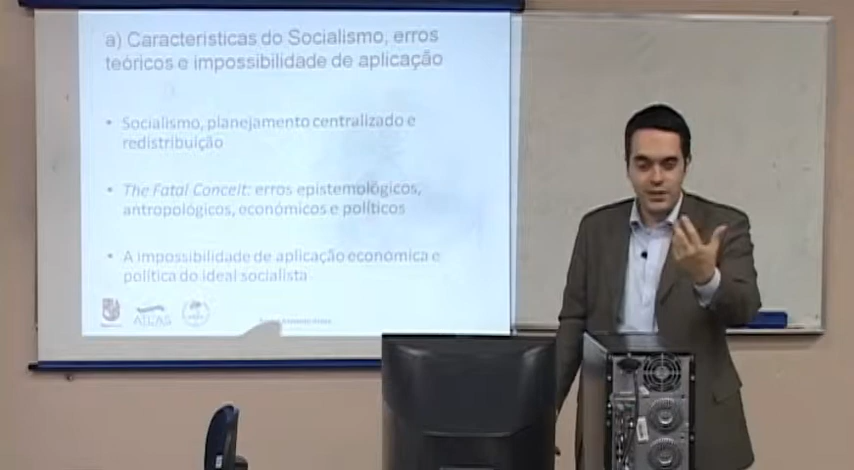 a) Características do Socialismo, erros
teóricos e impossibilidade de aplicação
• Socialismo, planejamento centralizado e
redistribuição
• The Fatal Conceit: erros epistemológicos,
antropológicos, económicos e políticos
• A impossibilidade de aplicação económica e
política do ideal socialista
ATLAS